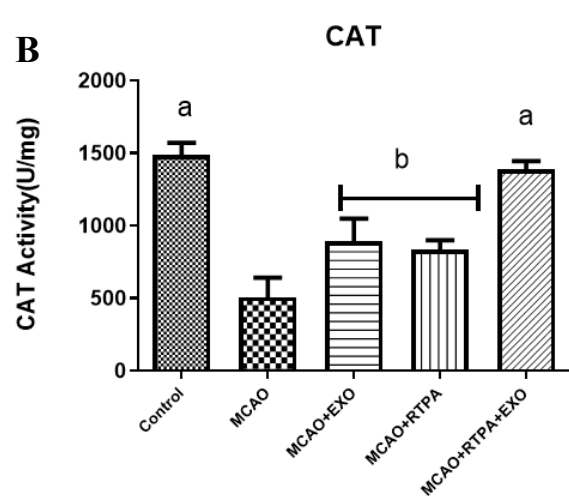 B
CAT
CAT Activity(U/mg)
2000
1500
1000
500
0
a
b
a
Control
MCAO
MCAO+EXO
MCAO+RTPA
MCAO+RTPA+EXO